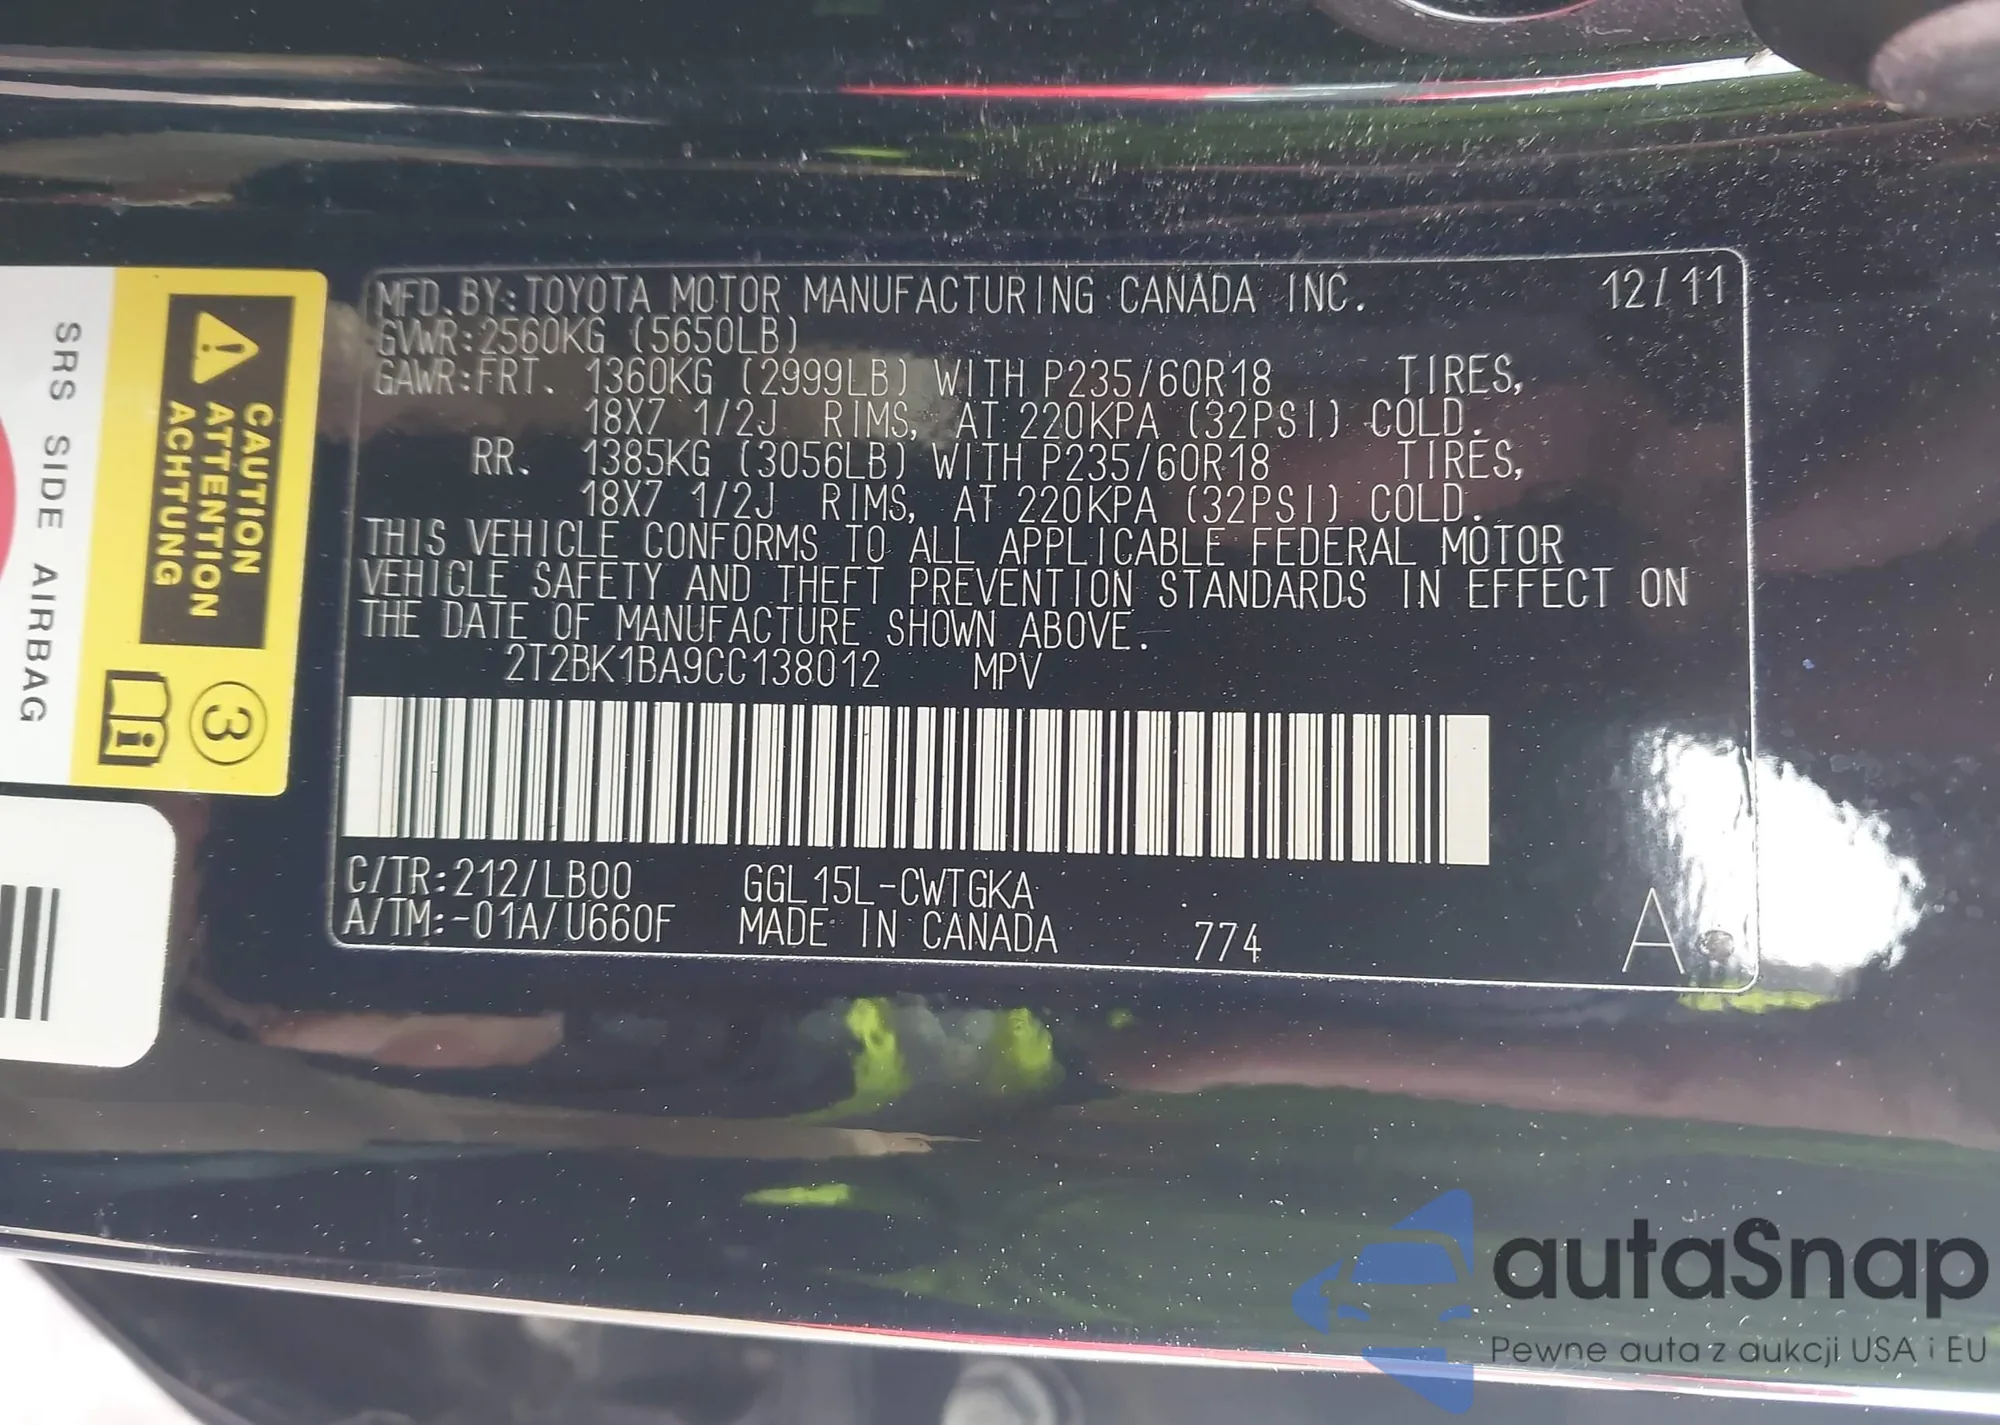 MFD.BY:TOYOTA MOTOR MANUFACTURING CANADA INC. 12/11
GVWR:2560KG (5650LB)
GAWR:FRT. 1360KG (2999LB) WITH P235/60R18 TIRES,
18X7 1/2J RIMS, AT 220KPA (32PSI) COLD.
RR. 1385KG (3056LB) WITH P235/60R18 TIRES,
18X7 1/2J RIMS, AT 220KPA (32PSI) COLD.
THIS VEHICLE CONFORMS TO ALL APPLICABLE FEDERAL MOTOR
VEHICLE SAFETY AND THEFT PREVENTION STANDARDS IN EFFECT ON
THE DATE OF MANUFACTURE SHOWN ABOVE.
2T2BK1BA9CC138012 MPV
C/TR:212/LB00 GGL15L-CWTGKA
A/TM:-01A/U660F MADE IN CANADA 774 A
CAUTION
ATTENTION
ACHTUNG
3
SRS SIDE AIRBAG
autaSnap
Pewne auta z aukcji USA i EU